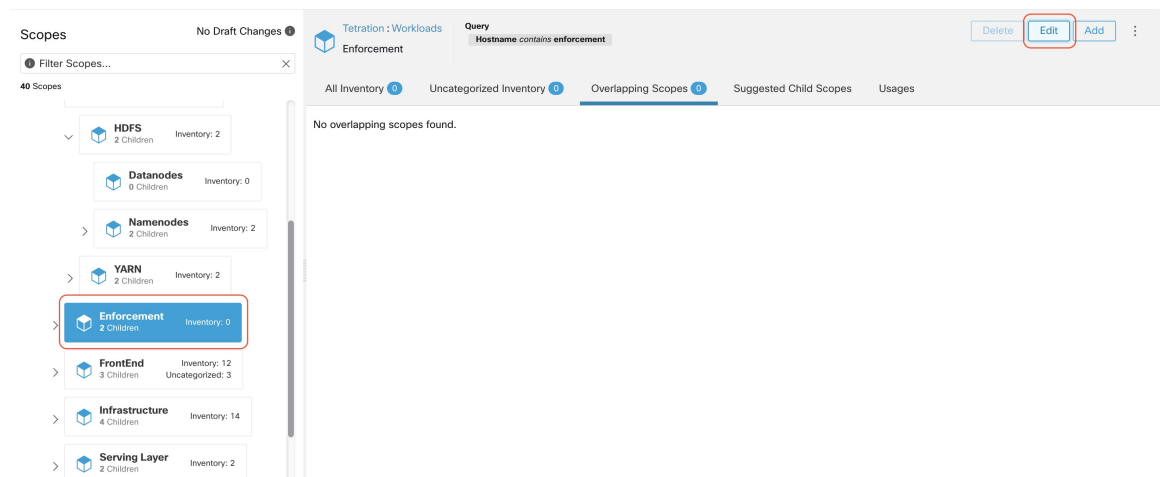 Scopes
No Draft Changes
Filter Scopes...
40 Scopes
HDFS
2 Children
Inventory: 2
Datanodes
0 Children
Inventory: 0
Namenodes
2 Children
Inventory: 2
YARN
2 Children
Inventory: 2
Enforcement
2 Children
Inventory: 0
FrontEnd
3 Children
Inventory: 12
Uncategorized: 3
Infrastructure
4 Children
Inventory: 14
Serving Layer
2 Children
Inventory: 2
Tetration : Workloads
Enforcement
Query
Hostname contains enforcement
Delete
Edit
Add
All Inventory 0
Uncategorized Inventory 0
Overlapping Scopes 0
Suggested Child Scopes
Usages
No overlapping scopes found.